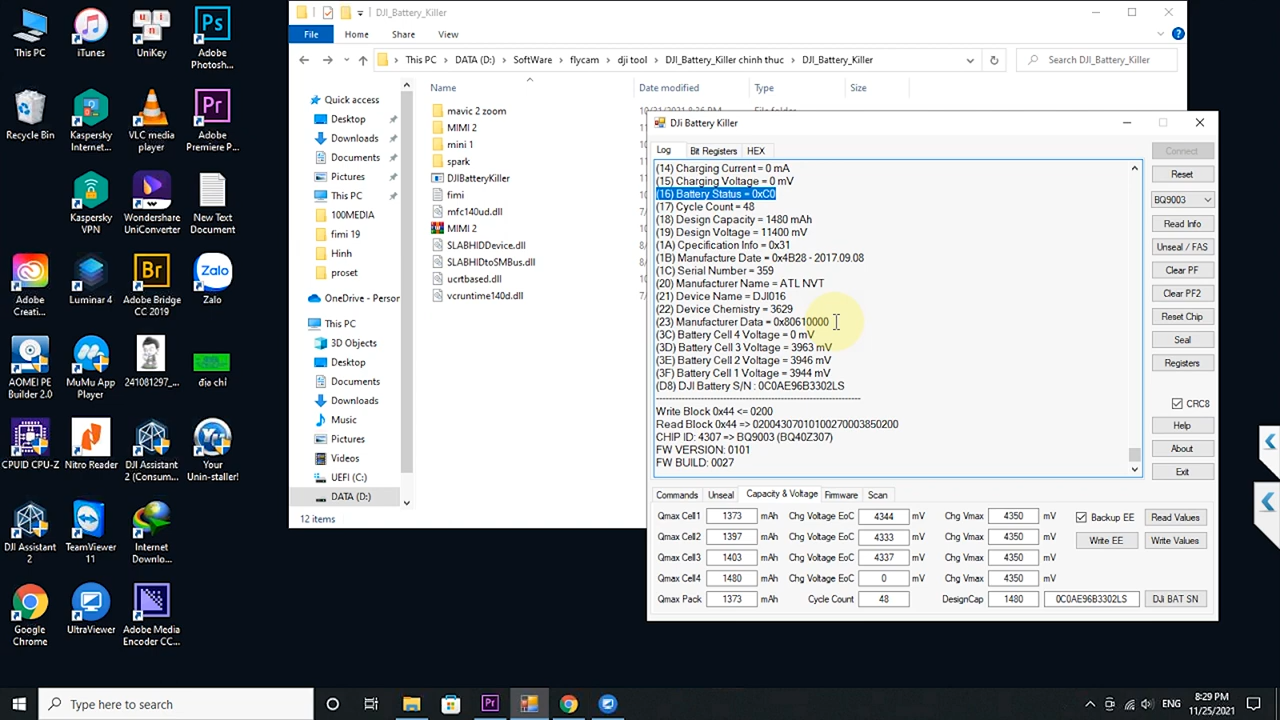 This PC
iTunes
UniKey
Adobe
Photosh...
Recycle Bin
Kaspersky
Internet...
VLC media
player
Adobe
Premiere P...
Kaspersky
VPN
Wondershare
UniConverter
New Text
Document
Adobe
Creati...
Luminar 4
Adobe
Bridge CC
Zalo
AOMEI PE
Builder 2.0
MuMu App
Player
241081297_...
địa chỉ
CPUID CPU-Z
Nitro Reader
DJI Assistant
2 (Consum...
Your
Unin-staller!
DJI Assistant
2
TeamViewer
11
Internet
Downlo...
Google
Chrome
UltraViewer
Adobe Media
Encoder CC...
DJI_Battery_Killer
File
Home
Share
View
This PC
DATA (D:)
SoftWare
flycam
dji tool
DJI_Battery_Killer chinh thuc
DJI_Battery_Killer
Search DJI_Battery_Killer
Name
Date modified
Type
Size
Quick access
Desktop
Downloads
Documents
Pictures
This PC
100MEDIA
fimi 19
Hinh
proset
OneDrive - Person
This PC
3D Objects
Desktop
Documents
Downloads
Music
Pictures
Videos
UEFI (C:)
DATA (D:)
mavic 2 zoom
MIMI 2
mini 1
spark
DJIBatteryKiller
fimi
mfc140ud.dll
MIMI 2
SLABHIDDevice.dll
SLABHIDtoSMBus.dll
ucrtbased.dll
vcruntime140d.dll
12 items
DJi Battery Killer
Log
Bit Registers
HEX
(14) Charging Current = 0 mA
(15) Charging Voltage = 0 mV
(16) Battery Status = 0xC0
(17) Cycle Count = 48
(18) Design Capacity = 1480 mAh
(19) Design Voltage = 11400 mV
(1A) Cpecification Info = 0x31
(1B) Manufacture Date = 0x4B28 - 2017.09.08
(1C) Serial Number = 359
(20) Manufacturer Name = ATL NVT
(21) Device Name = DJI016
(22) Device Chemistry = 3629
(23) Manufacturer Data = 0x80610000
(3C) Battery Cell 4 Voltage = 0 mV
(3D) Battery Cell 3 Voltage = 3963 mV
(3E) Battery Cell 2 Voltage = 3946 mV
(3F) Battery Cell 1 Voltage = 3944 mV
(D8) DJI Battery S/N : 0C0AE96B3302LS
Write Block 0x44 <= 0200
Read Block 0x44 => 0200430701010027000385​0200
CHIP ID: 4307 => BQ9003 (BQ40Z307)
FW VERSION: 0101
FW BUILD: 0027
Connect
Reset
BQ9003
Read Info
Unseal / FAS
Clear PF
Clear PF2
Reset Chip
Seal
Registers
CRC8
Help
About
Exit
Commands
Unseal
Capacity & Voltage
Firmware
Scan
Qmax Cell1 1373 mAh Chg Voltage EoC 4344 mV Chg Vmax 4350 mV Backup EE Read Values
Qmax Cell2 1397 mAh Chg Voltage EoC 4333 mV Chg Vmax 4350 mV Write EE Write Values
Qmax Cell3 1403 mAh Chg Voltage EoC 4337 mV Chg Vmax 4350 mV
Qmax Cell4 1480 mAh Chg Voltage EoC 0 mV Chg Vmax 4350 mV
Qmax Pack 1373 mAh Cycle Count 48 DesignCap 1480 0C0AE96B3302LS DJi BAT SN
Type here to search
ENG
8:29 PM
11/25/2021